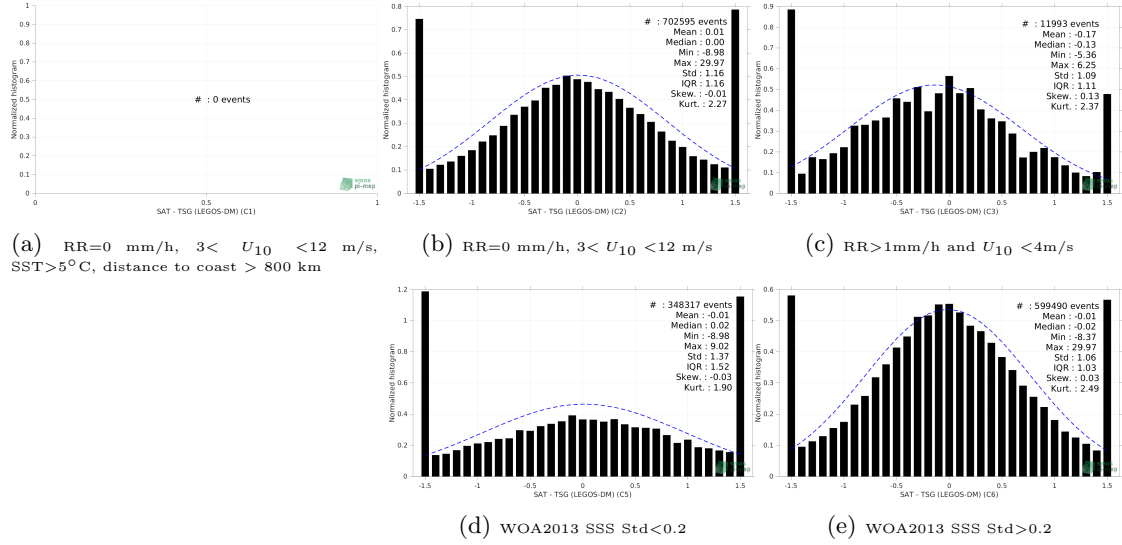 1
0.9
0.8
0.7
0.6
0.5
0.4
0.3
0.2
0.1
0
Normalized histogram
# : 0 events
0
0.5
1
SAT - TSG (LEGOS-DM) (C1)
smos
pi-mep
(a) RR=0 mm/h, 3< U10 <12 m/s,
SST>5°C, distance to coast > 800 km
0.8
0.7
0.6
0.5
0.4
0.3
0.2
0.1
0
Normalized histogram
# : 702595 events
Mean : 0.01
Median : 0.00
Min : -8.98
Max : 29.97
Std : 1.16
IQR : 1.16
Skew. : -0.01
Kurt. : 2.27
-1.5
-1
-0.5
0
0.5
1
1.5
SAT - TSG (LEGOS-DM) (C2)
(b) RR=0 mm/h, 3< U10 <12 m/s
0.9
0.8
0.7
0.6
0.5
0.4
0.3
0.2
0.1
0
Normalized histogram
# : 11993 events
Mean : -0.17
Median : -0.13
Min : -5.36
Max : 6.25
Std : 1.09
IQR : 1.11
Skew. : 0.13
Kurt. : 2.37
-1.5
-1
-0.5
0
0.5
1
1.5
SAT - TSG (LEGOS-DM) (C3)
(c) RR>1mm/h and U10 <4m/s
1.2
1
0.8
0.6
0.4
0.2
0
Normalized histogram
# : 348317 events
Mean : -0.01
Median : 0.02
Min : -8.98
Max : 9.02
Std : 1.37
IQR : 1.52
Skew. : -0.03
Kurt. : 1.90
-1.5
-1
-0.5
0
0.5
1
1.5
SAT - TSG (LEGOS-DM) (C5)
(d) WOA2013 SSS Std<0.2
0.6
0.5
0.4
0.3
0.2
0.1
0
Normalized histogram
# : 599490 events
Mean : -0.01
Median : -0.02
Min : -8.37
Max : 29.97
Std : 1.06
IQR : 1.03
Skew. : 0.03
Kurt. : 2.49
-1.5
-1
-0.5
0
0.5
1
1.5
SAT - TSG (LEGOS-DM) (C6)
(e) WOA2013 SSS Std>0.2